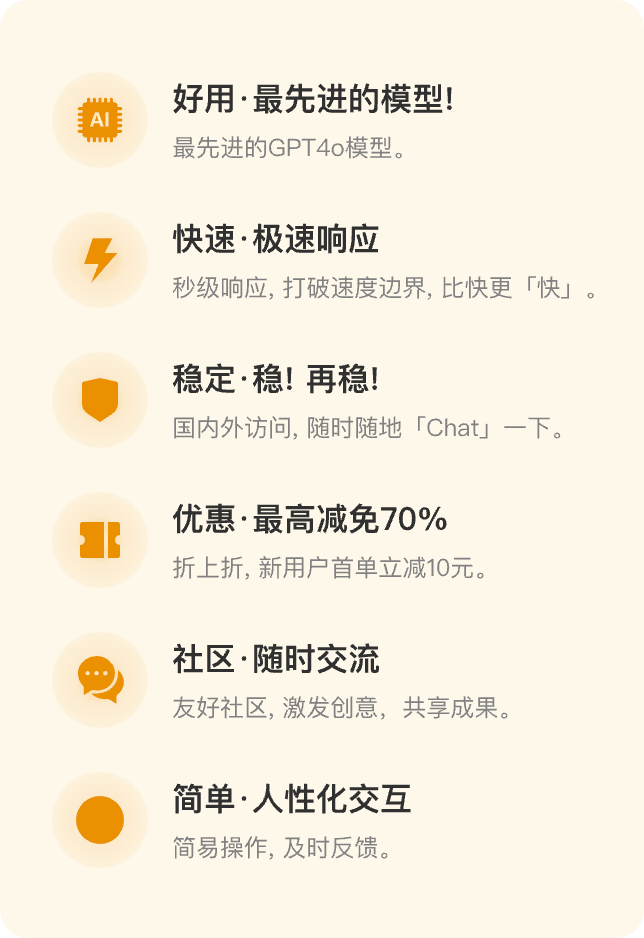 AI
好用·最先进的模型!
最先进的GPT4o模型。
快速·极速响应
秒级响应, 打破速度边界, 比快更「快」。
稳定·稳! 再稳!
国内外访问, 随时随地「Chat」一下。
优惠·最高减免70%
折上折, 新用户首单立减10元。
社区·随时交流
友好社区, 激发创意，共享成果。
简单·人性化交互
简易操作, 及时反馈。